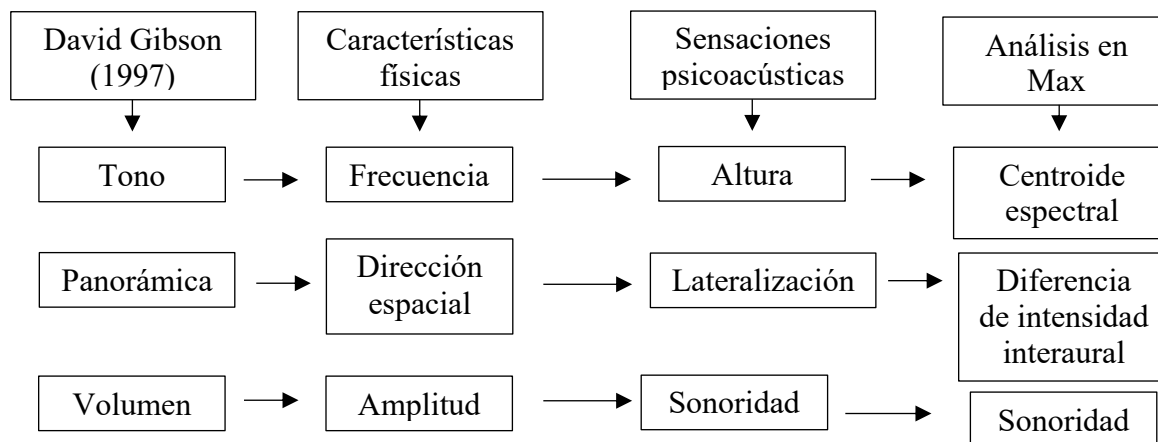 David Gibson
(1997)
Características
físicas
Sensaciones
psicoacústicas
Análisis en
Max
Tono
Frecuencia
Altura
Centroide
espectral
Panorámica
Dirección
espacial
Lateralización
Diferencia
de intensidad
interaural
Volumen
Amplitud
Sonoridad
Sonoridad